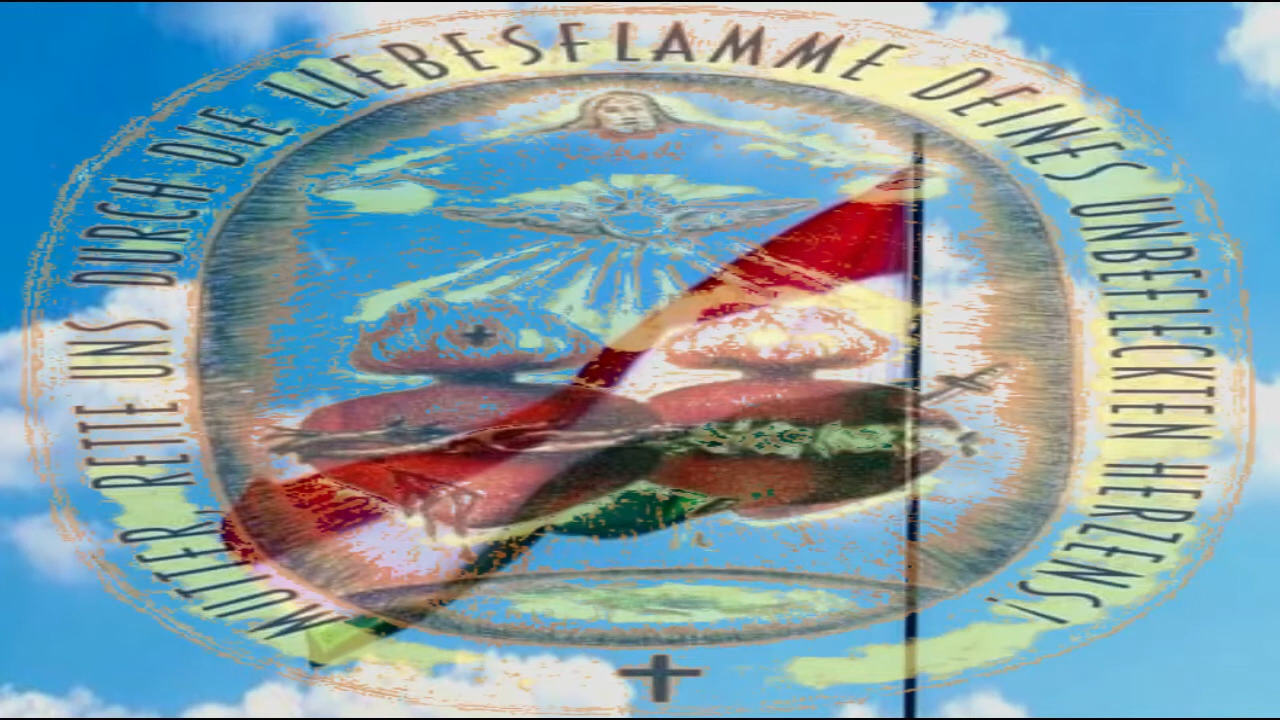 MUTTER, RETTE UNS DURCH DIE LIEBESFLAMME DEINES UNBEFLECKTEN HERZENS!